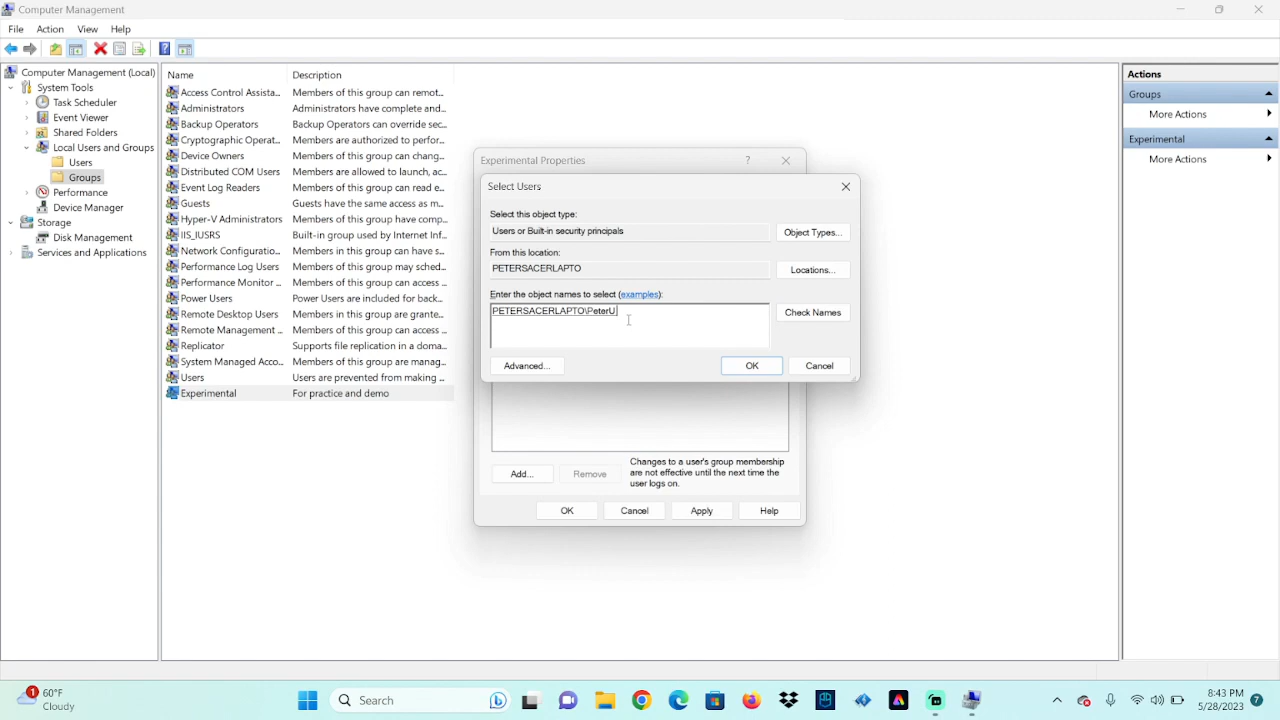 Computer Management
File Action View Help
Computer Management (Local)
System Tools
Task Scheduler
Event Viewer
Shared Folders
Local Users and Groups
Users
Groups
Performance
Device Manager
Storage
Disk Management
Services and Applications
Name Description
Access Control Assista... Members of this group can remot...
Administrators Administrators have complete and...
Backup Operators Backup Operators can override sec...
Cryptographic Operat... Members are authorized to perfor...
Device Owners Members of this group can chang...
Distributed COM Users Members are allowed to launch, ac...
Event Log Readers Members of this group can read e...
Guests Guests have the same access as m...
Hyper-V Administrators Members of this group have comp...
IIS_IUSRS Built-in group used by Internet Inf...
Network Configuratio... Members in this group can have s...
Performance Log Users Members of this group may sched...
Performance Monitor ... Members of this group can access ...
Power Users Power Users are included for back...
Remote Desktop Users Members in this group are grante...
Remote Management ... Members of this group can access ...
Replicator Supports file replication in a doma...
System Managed Acco... Members of this group are manag...
Users Users are prevented from making ...
Experimental For practice and demo
Experimental Properties ?
Select Users
Select this object type:
Users or Built-in security principals Object Types...
From this location:
PETERSACERLAPTO Locations...
Enter the object names to select (examples):
PETERSACERLAPTO\PeterU Check Names
Advanced... OK Cancel
Add... Remove
Changes to a user's group membership
are not effective until the next time the
user logs on.
OK Cancel Apply Help
Actions
Groups
More Actions
Experimental
More Actions
1
60°F
Cloudy
Search
8:43 PM
5/28/2023
7